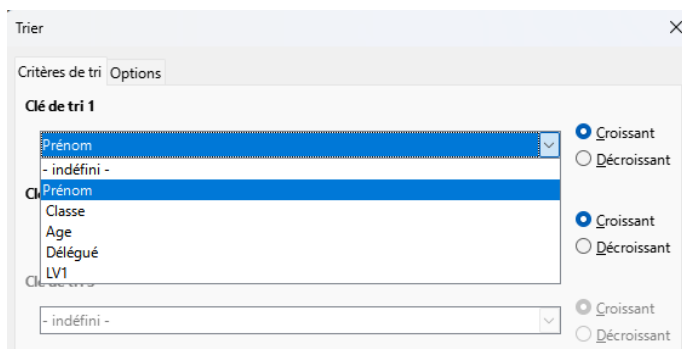 Trier
Critères de tri Options
Clé de tri 1
Prénom
Croissant
Décroissant
- indéfini -
Prénom
Classe
Age
Délégué
LV1
Croissant
Décroissant
- indéfini -
Croissant
Décroissant